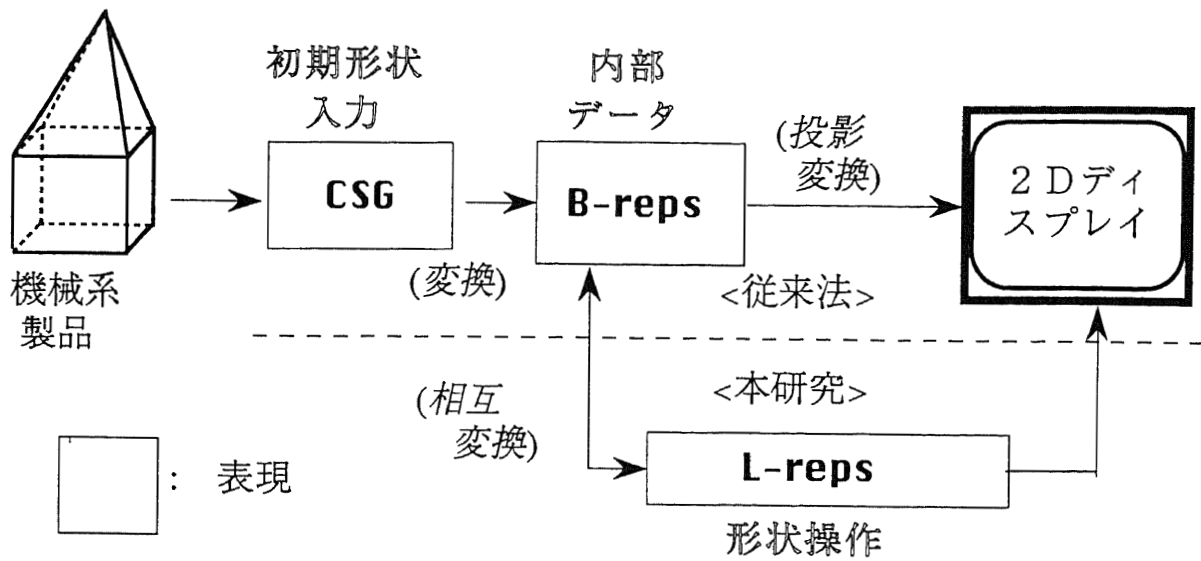 初期形状
入力
内部
データ
CSG
B-reps
(投影
変換)
2Dディ
スプレイ
機械系
製品
(変換)
<従来法>
(相互
変換)
<本研究>
L-reps
形状操作
: 表現